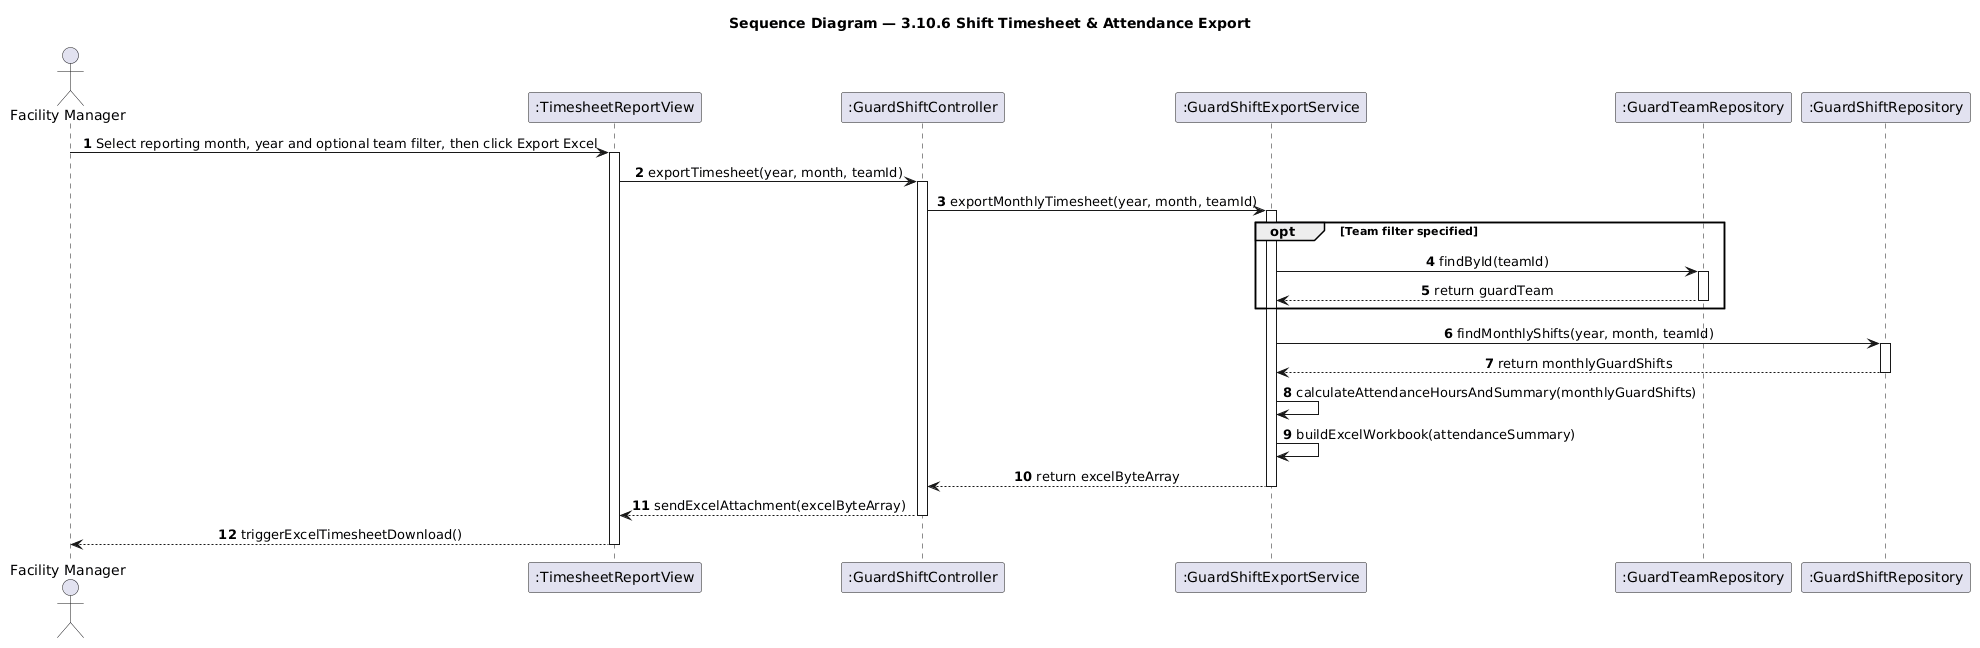 Sequence Diagram — 3.10.6 Shift Timesheet & Attendance Export
Facility Manager
:TimesheetReportView
:GuardShiftController
:GuardShiftExportService
:GuardTeamRepository
:GuardShiftRepository
1 Select reporting month, year and optional team filter, then click Export Excel
2 exportTimesheet(year, month, teamId)
3 exportMonthlyTimesheet(year, month, teamId)
opt [Team filter specified]
4 findById(teamId)
5 return guardTeam
6 findMonthlyShifts(year, month, teamId)
7 return monthlyGuardShifts
8 calculateAttendanceHoursAndSummary(monthlyGuardShifts)
9 buildExcelWorkbook(attendanceSummary)
10 return excelByteArray
11 sendExcelAttachment(excelByteArray)
12 triggerExcelTimesheetDownload()
Facility Manager
:TimesheetReportView
:GuardShiftController
:GuardShiftExportService
:GuardTeamRepository
:GuardShiftRepository